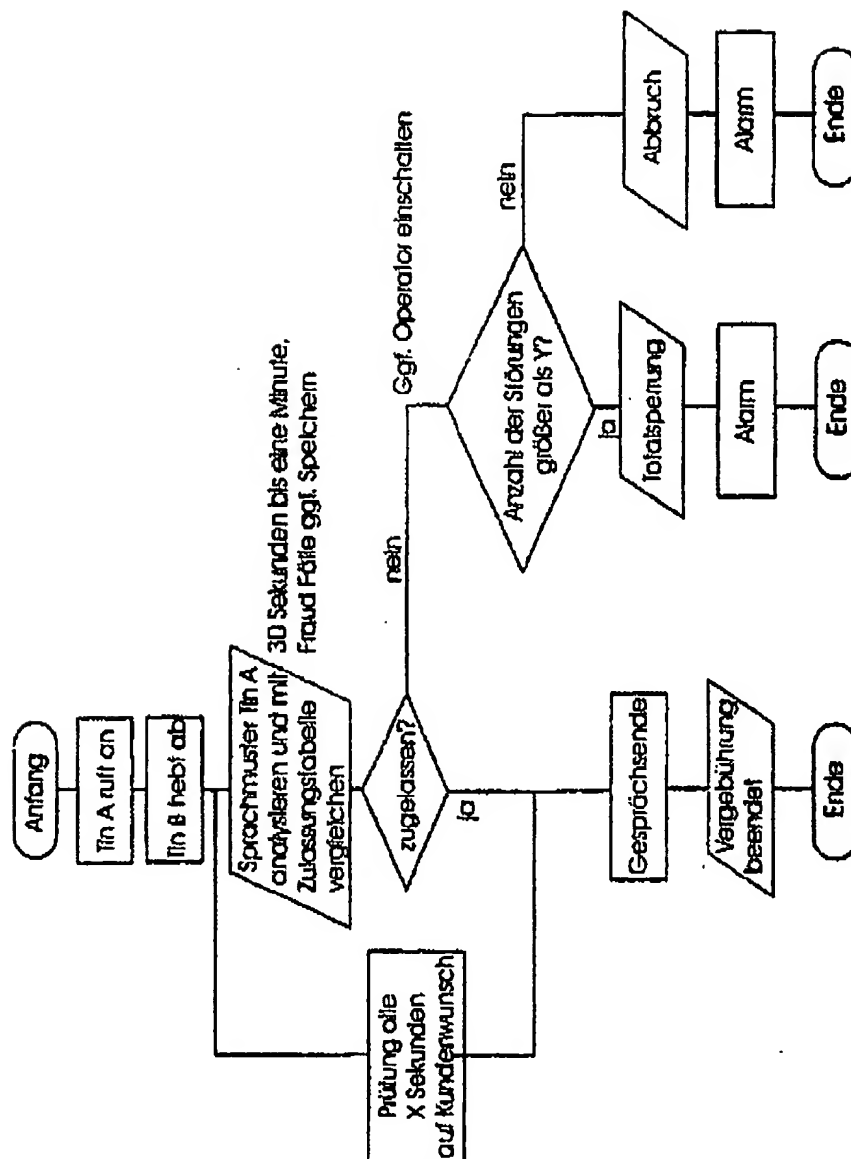 Anfang
Tln A ruft an
Tln B hebt ab
Sprachmuster Tln A
analysieren und mit
Zulassungstabelle
vergleichen
30 Sekunden bis eine Minute,
Fraud Fälle ggf. Speichern
zugelassen?
nein
ja
Prüfung alle
X Sekunden
auf Kundenwunsch
Ggf. Operator einschalten
Anzahl der Störungen
größer als Y?
nein
ja
Gesprächsende
Vergebührung
beendet
Ende
Totalsperrung
Alarm
Ende
Abbruch
Alarm
Ende